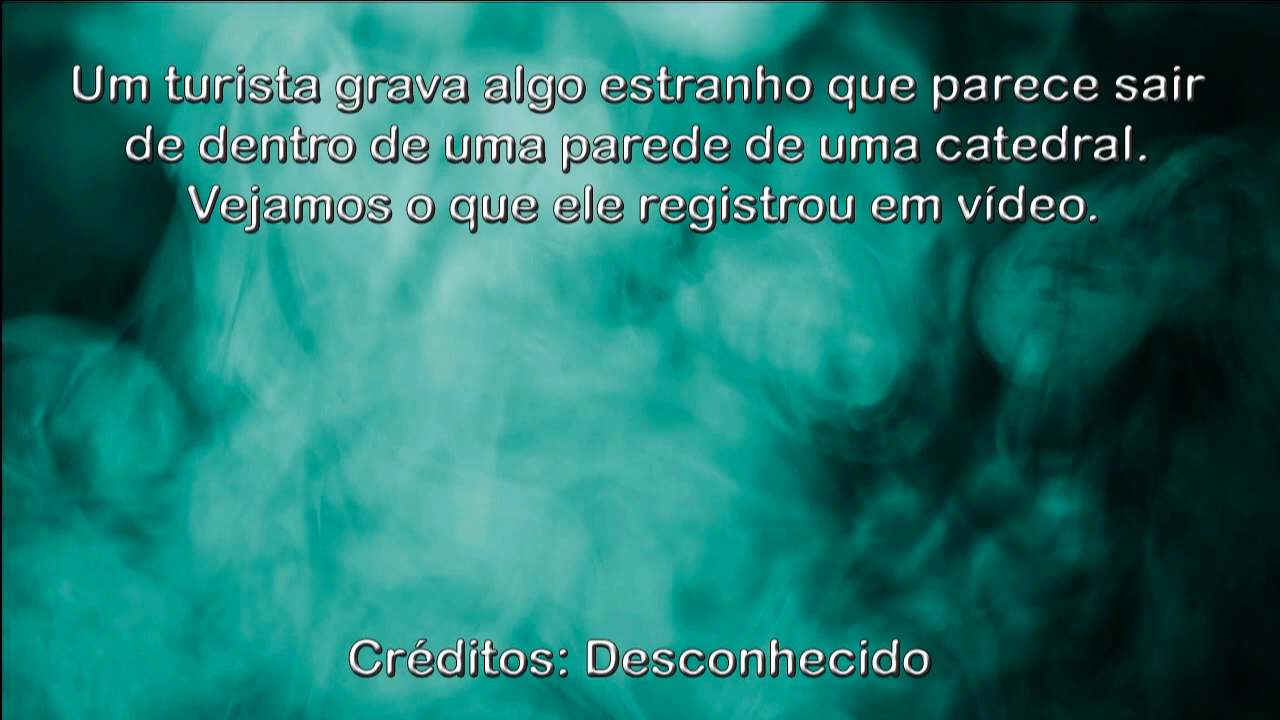 Um turista grava algo estranho que parece sair
de dentro de uma parede de uma catedral.
Vejamos o que ele registrou em vídeo.
Créditos: Desconhecido